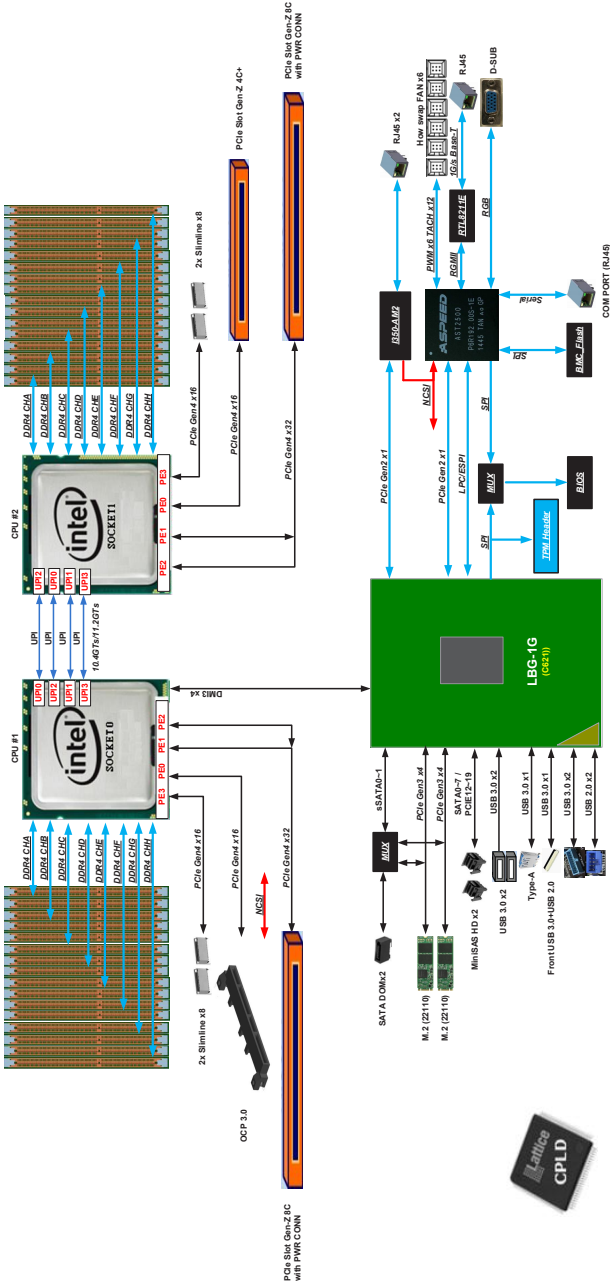 DDR4 CHA
DDR4 CHB
DDR4 CHC
DDR4 CHD
DDR4 CHE
DDR4 CHF
DDR4 CHG
DDR4 CHH
CPU #1
intel
SOCKET0
UPI0
UPI2
UPI1
UPI3
PE3
PE0
PE1
PE2
UPI
UPI
UPI
UPI
10.4GTs/11.2GTs
CPU #2
intel
SOCKET1
UPI2
UPI0
UPI1
UPI3
PE2
PE1
PE0
PE3
DDR4 CHA
DDR4 CHB
DDR4 CHC
DDR4 CHD
DDR4 CHE
DDR4 CHF
DDR4 CHG
DDR4 CHH
2x Slimline x8
PCIe Gen4 x16
OCP 3.0
PCIe Gen4 x16
NCSI
PCIe Gen4 x32
PCIe Slot Gen-Z 8C
with PWR CONN
DMI3 x4
PCIe Gen4 x16
2x Slimline x8
PCIe Gen4 x16
PCIe Slot Gen-Z 4C+
PCIe Gen4 x32
PCIe Slot Gen-Z 8C
with PWR CONN
SATA DOMx2
MUX
sSATA0~1
M.2 (22110)
PCIe Gen3 x4
M.2 (22110)
PCIe Gen3 x4
MiniSAS HD x2
SATA0~7 /
PCIE12~19
USB 3.0 x2
USB 3.0 x2
Type-A
USB 3.0 x1
Front USB 3.0+USB 2.0
USB 3.0 x1
USB 3.0 x2
USB 2.0 x2
LBG-1G
(C621))
PCIe Gen2 x1
I350-AM2
RJ45 x2
NCSI
PCIe Gen2 x1
LPC/ESPI
SPI
TPM Header
MUX
SPI
BIOS
ASPEED
AST2500
P6R192.00S-1E
1445 TAN A2 GP
PWM x6 TACH x12
How swap FAN x6
RGMII
RTL8211E
1G/s Base-T
RJ45
RGB
D-SUB
SPI
BMC_Flash
Serial
COM PORT (RJ45)
Lattice
CPLD